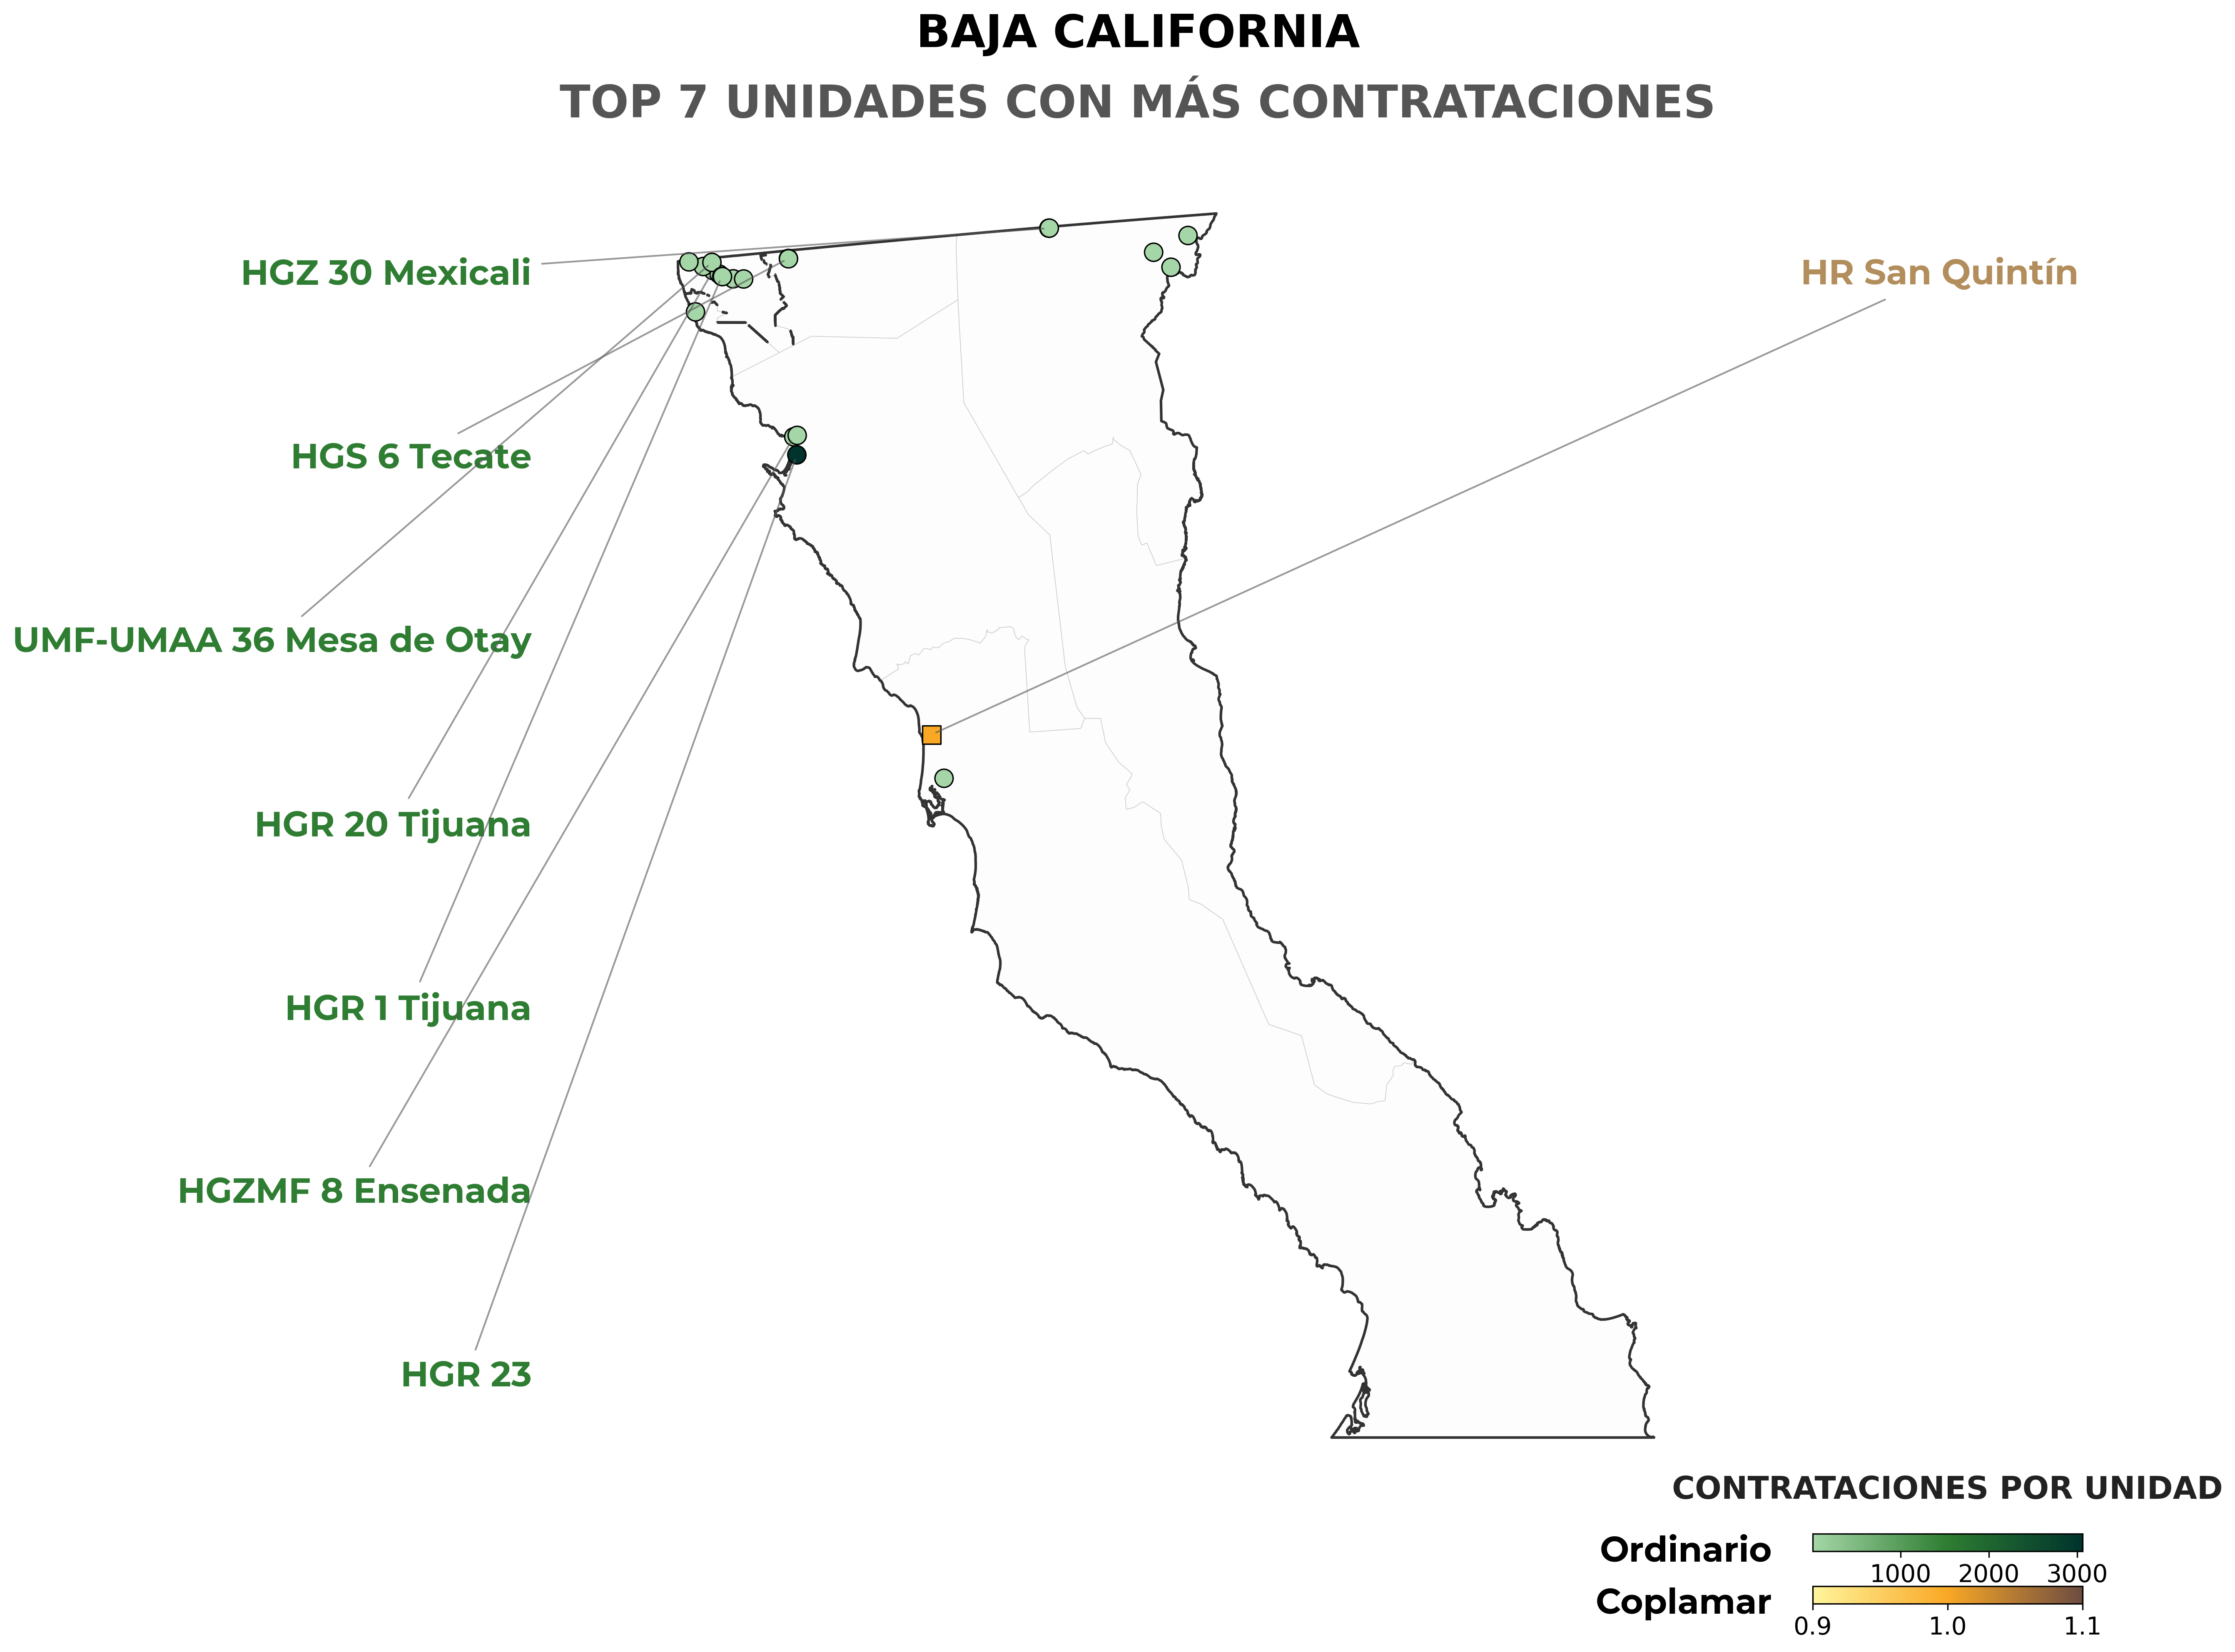 BAJA CALIFORNIA
TOP 7 UNIDADES CON MÁS CONTRATACIONES
HGZ 30 Mexicali
HR San Quintín
HGS 6 Tecate
UMF-UMAA 36 Mesa de Otay
HGR 20 Tijuana
HGR 1 Tijuana
HGZMF 8 Ensenada
HGR 23
CONTRATACIONES POR UNIDAD
Ordinario
1000 2000 3000
Coplamar
0.9 1.0 1.1